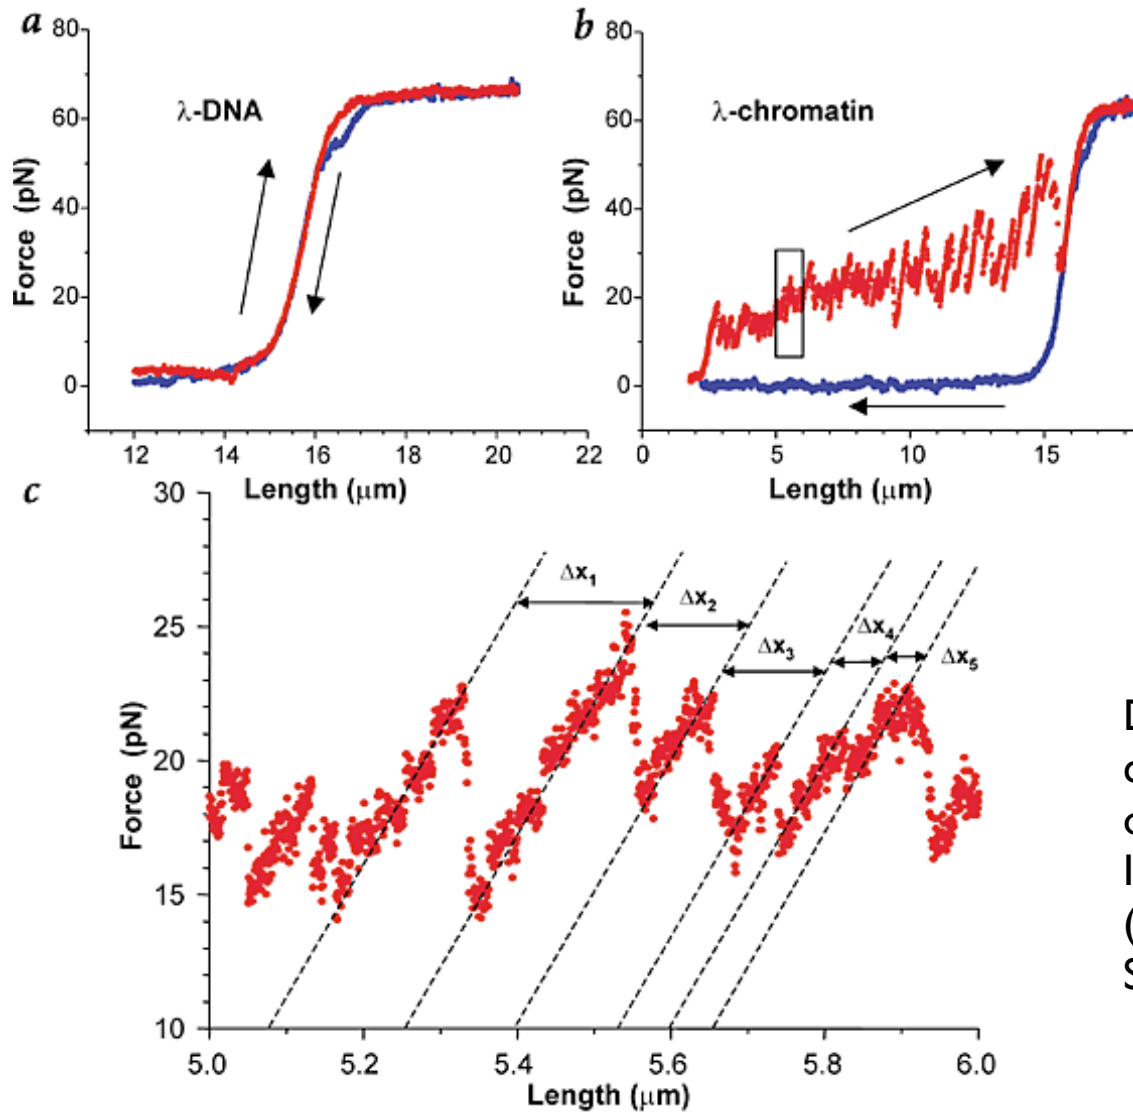 a
80
60
40
20
0
Force (pN)
λ-DNA
12 14 16 18 20 22
Length (μm)
b
80
60
40
20
0
Force (pN)
λ-chromatin
0 5 10 15
Length (μm)
c
30
25
20
15
10
Force (pN)
Δx₁
Δx₂
Δx₃
Δx₄
Δx₅
5.0 5.2 5.4 5.6 5.8 6.0
Length (μm)